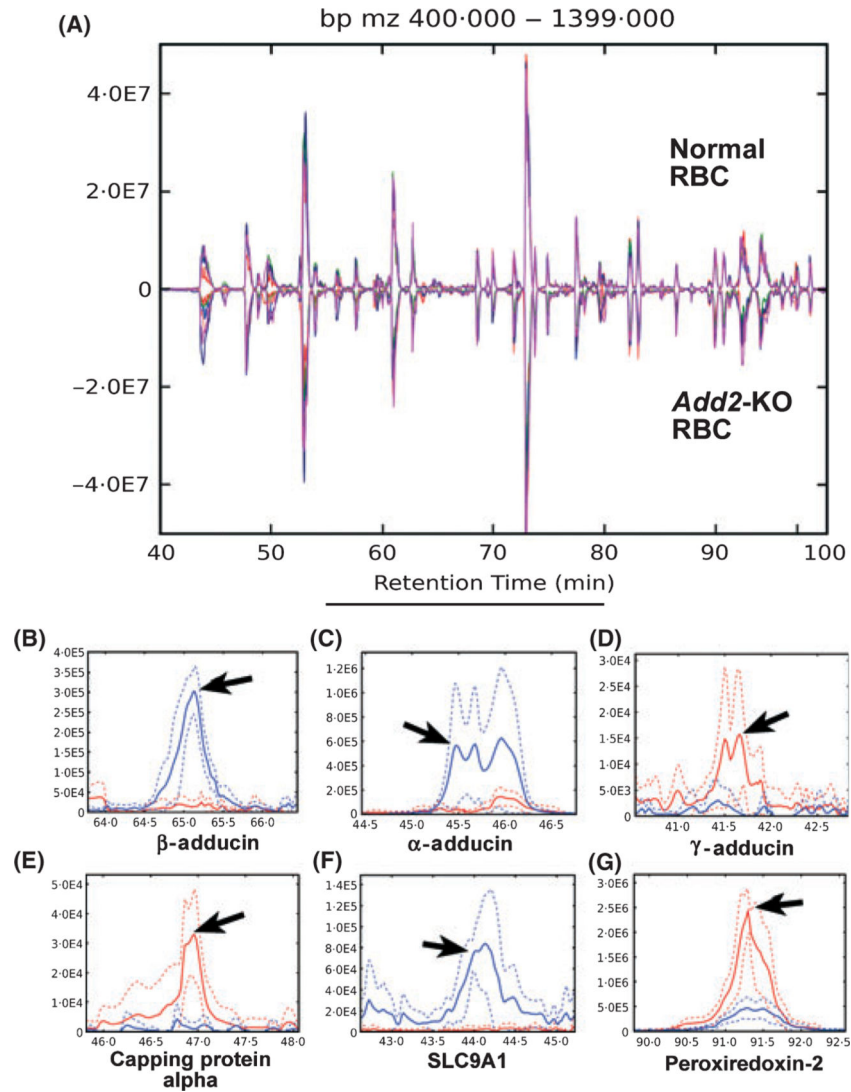 (A)
bp mz 400·000 – 1399·000
4·0E7
2·0E7
0
−2·0E7
−4·0E7
Normal
RBC
Add2-KO
RBC
40 50 60 70 80 90 100
Retention Time (min)
(B)
4·0E5
3·5E5
3·0E5
2·5E5
2·0E5
1·5E5
1·0E5
5·0E4
0
64·0 64·5 65·0 65·5 66·0
β-adducin
(C)
1·2E6
1·0E6
8·0E5
6·0E5
4·0E5
2·0E5
0
44·5 45·0 45·5 46·0 46·5
α-adducin
(D)
3·0E4
2·5E4
2·0E4
1·5E4
1·0E4
5·0E3
0
41·0 41·5 42·0 42·5
γ-adducin
(E)
5·0E4
4·0E4
3·0E4
2·0E4
1·0E4
0
46·0 46·5 47·0 47·5 48·0
Capping protein
alpha
(F)
1·4E5
1·2E5
1·0E5
8·0E4
6·0E4
4·0E4
2·0E4
0
43·0 43·5 44·0 44·5 45·0
SLC9A1
(G)
3·0E6
2·5E6
2·0E6
1·5E6
1·0E6
5·0E5
0
90·0 90·5 91·0 91·5 92·0 92·5
Peroxiredoxin-2